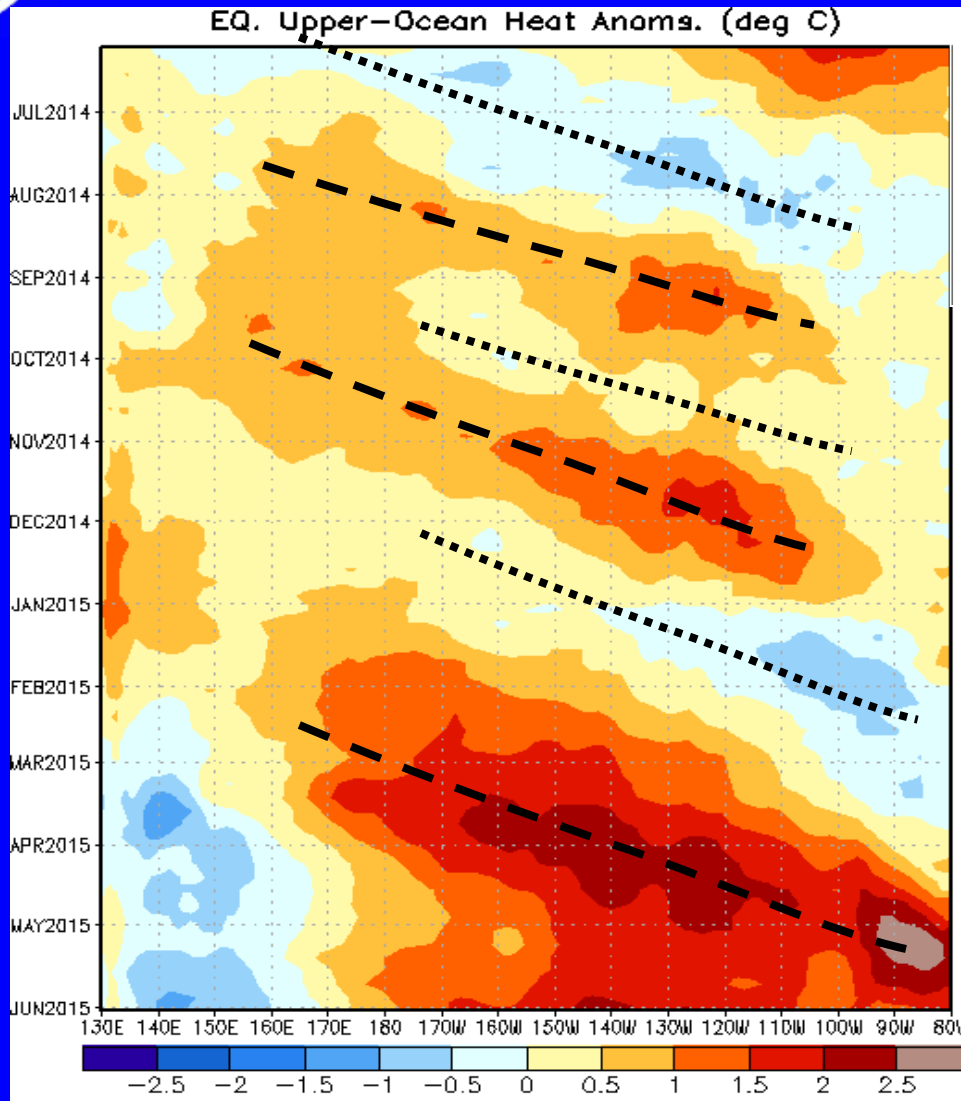 EQ. Upper-Ocean Heat Anoms. (deg C)
JUL2014
AUG2014
SEP2014
OCT2014
NOV2014
DEC2014
JAN2015
FEB2015
MAR2015
APR2015
MAY2015
JUN2015
130E 140E 150E 160E 170E 180 170W 160W 150W 140W 130W 120W 110W 100W 90W 80W
-2.5 -2 -1.5 -1 -0.5 0 0.5 1 1.5 2 2.5